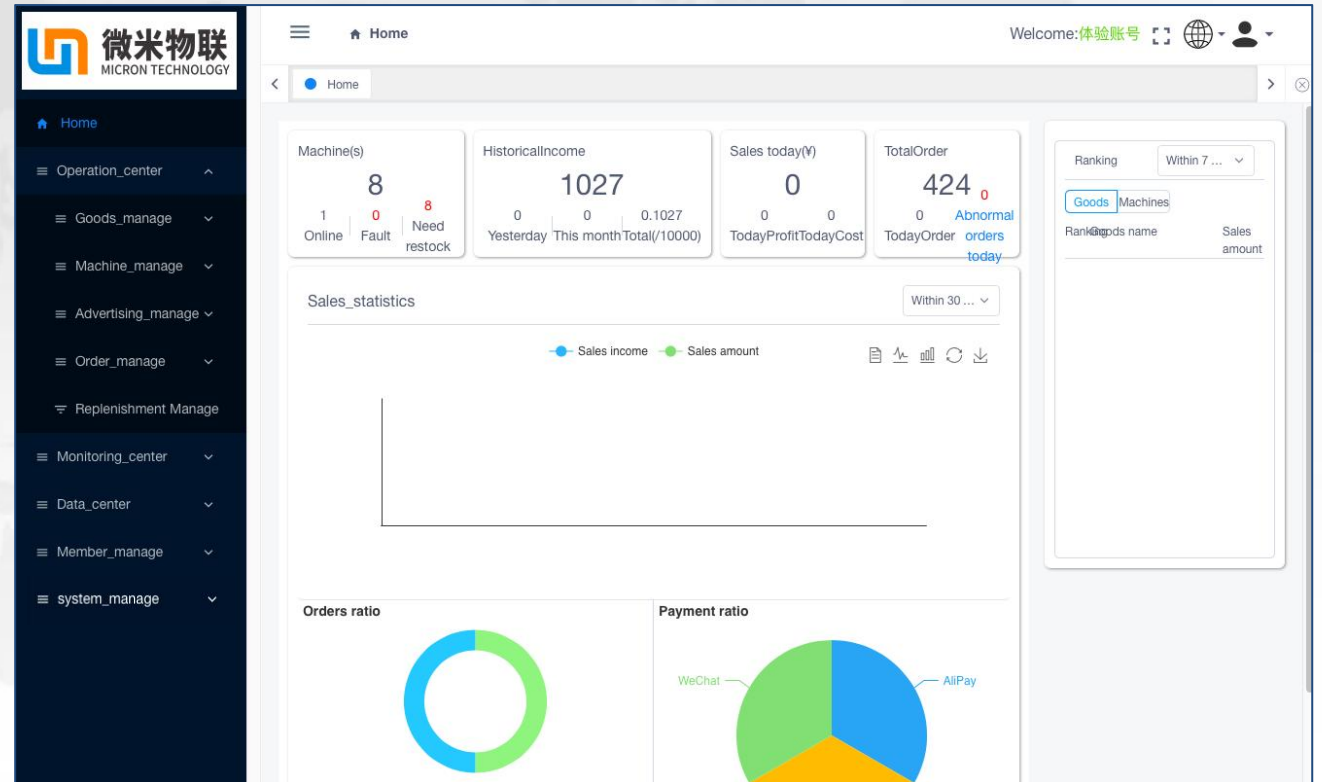 微米物联
MICRON TECHNOLOGY
Home
Welcome:体验账号
Home
Home
Operation_center
Goods_manage
Machine_manage
Advertising_manage
Order_manage
Replenishment Manage
Monitoring_center
Data_center
Member_manage
system_manage
Machine(s)
8
1
Online
0
Fault
8
Need
restock
HistoricalIncome
1027
0
Yesterday
0
This month
0.1027
Total(/10000)
Sales today(¥)
0
0
TodayProfit
0
TodayCost
TotalOrder
424
0
TodayOrder
0
Abnormal
orders
today
Ranking
Within 7 ...
Goods
Machines
Ranking
Goods name
Sales
amount
Sales_statistics
Within 30 ...
Sales income
Sales amount
Orders ratio
Payment ratio
WeChat
AliPay